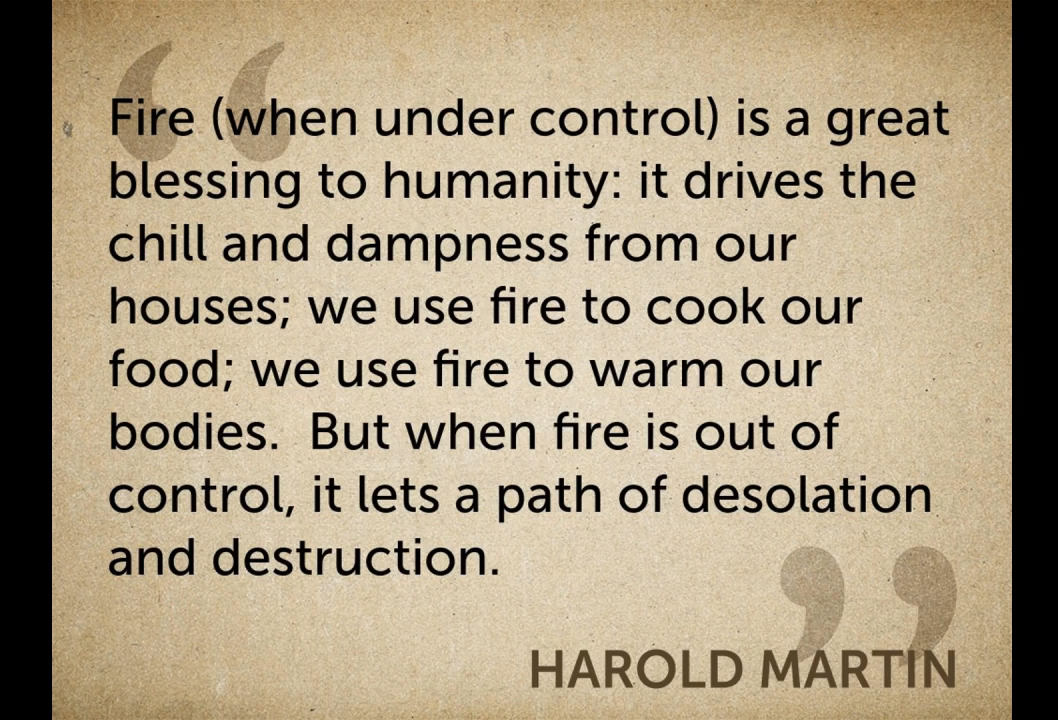 Fire (when under control) is a great
blessing to humanity: it drives the
chill and dampness from our
houses; we use fire to cook our
food; we use fire to warm our
bodies.  But when fire is out of
control, it lets a path of desolation
and destruction.
HAROLD MARTIN